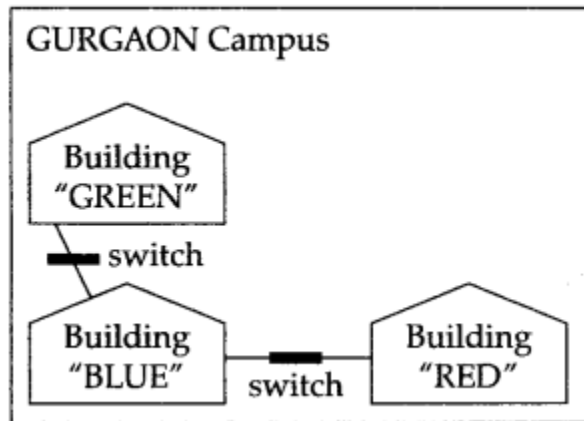 GURGAON Campus
Building
“GREEN”
switch
Building
“BLUE”
switch
Building
“RED”